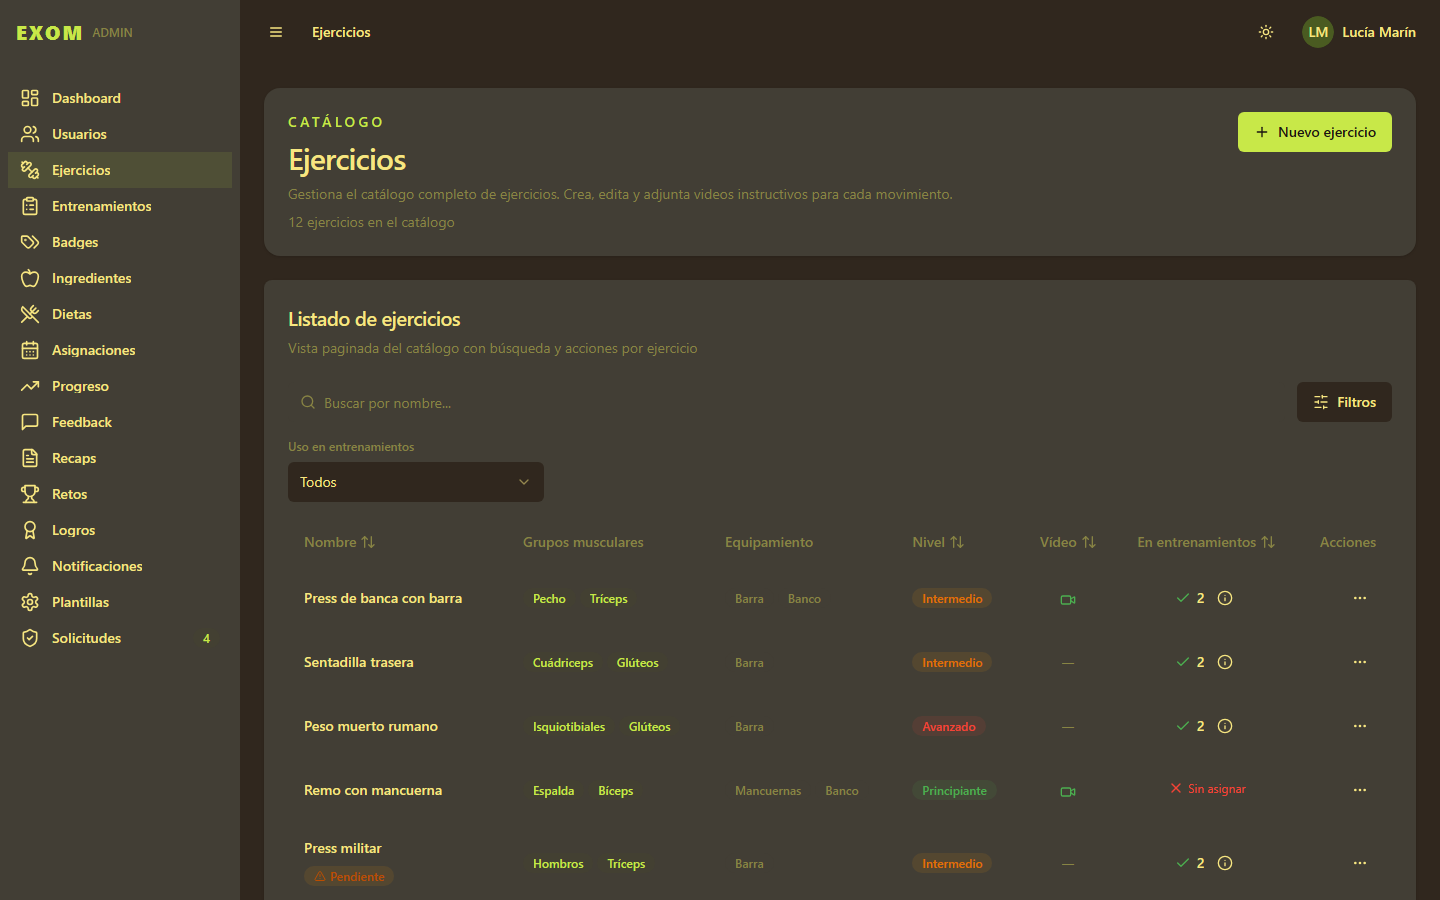 EXOM ADMIN
Dashboard
Usuarios
Ejercicios
Entrenamientos
Badges
Ingredientes
Dietas
Asignaciones
Progreso
Feedback
Recaps
Retos
Logros
Notificaciones
Plantillas
Solicitudes 4
Ejercicios
LM Lucía Marín
CATÁLOGO
Ejercicios
Gestiona el catálogo completo de ejercicios. Crea, edita y adjunta videos instructivos para cada movimiento.
12 ejercicios en el catálogo
Nuevo ejercicio
Listado de ejercicios
Vista paginada del catálogo con búsqueda y acciones por ejercicio
Buscar por nombre...
Filtros
Uso en entrenamientos
Todos
Nombre Grupos musculares Equipamiento Nivel Vídeo En entrenamientos Acciones
Press de banca con barra Pecho Tríceps Barra Banco Intermedio 2
Sentadilla trasera Cuádriceps Glúteos Barra Intermedio — 2
Peso muerto rumano Isquiotibiales Glúteos Barra Avanzado — 2
Remo con mancuerna Espalda Bíceps Mancuernas Banco Principiante Sin asignar
Press militar Hombros Tríceps Barra Intermedio — 2
Pendiente